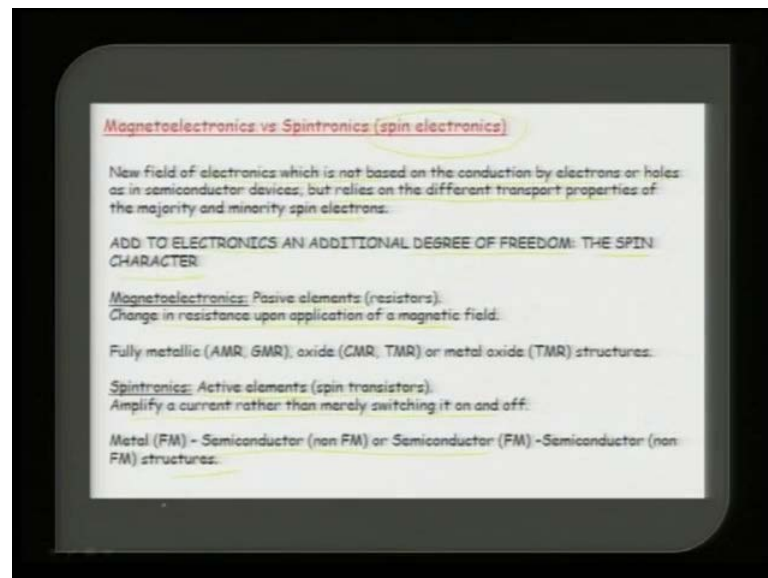 Magnetoelectronics vs Spintronics (spin electronics)
New field of electronics which is not based on the conduction by electrons or holes
as in semiconductor devices, but relies on the different transport properties of
the majority and minority spin electrons.
ADD TO ELECTRONICS AN ADDITIONAL DEGREE OF FREEDOM: THE SPIN
CHARACTER
Magnetoelectronics: Pasive elements (resistors).
Change in resistance upon application of a magnetic field.
Fully metallic (AMR, GMR), oxide (CMR, TMR) or metal oxide (TMR) structures.
Spintronics: Active elements (spin transistors).
Amplify a current rather than merely switching it on and off.
Metal (FM) - Semiconductor (non FM) or Semiconductor (FM) -Semiconductor (non
FM) structures.